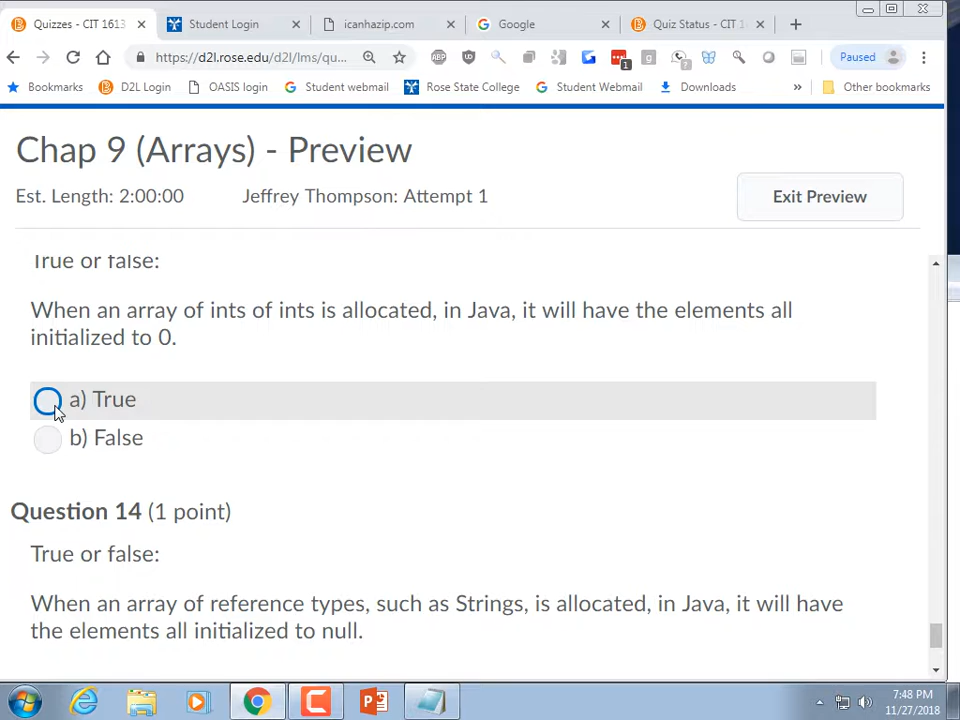 Quizzes - CIT 1613
Student Login
icanhazip.com
Google
Quiz Status - CIT 1
https://d2l.rose.edu/d2l/lms/qu...
ABP
1
g
?
Paused
Bookmarks
D2L Login
OASIS login
Student webmail
Rose State College
Student Webmail
Downloads
»
Other bookmarks
Chap 9 (Arrays) - Preview
Est. Length: 2:00:00
Jeffrey Thompson: Attempt 1
Exit Preview
True or false:
When an array of ints of ints is allocated, in Java, it will have the elements all
initialized to 0.
a) True
b) False
Question 14 (1 point)
True or false:
When an array of reference types, such as Strings, is allocated, in Java, it will have
the elements all initialized to null.
7:48 PM
11/27/2018